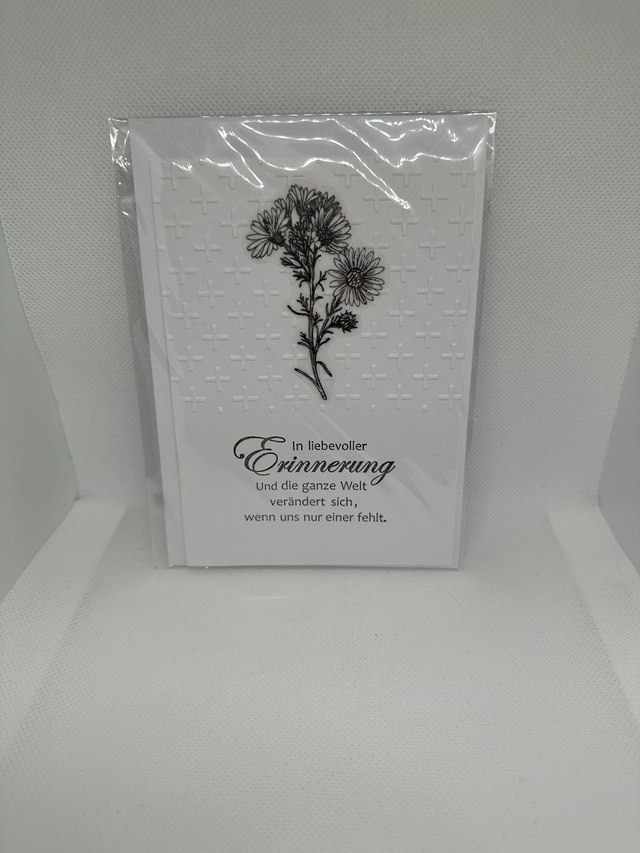 In liebevoller
Erinnerung
Und die ganze Welt
verändert sich,
wenn uns nur einer fehlt.